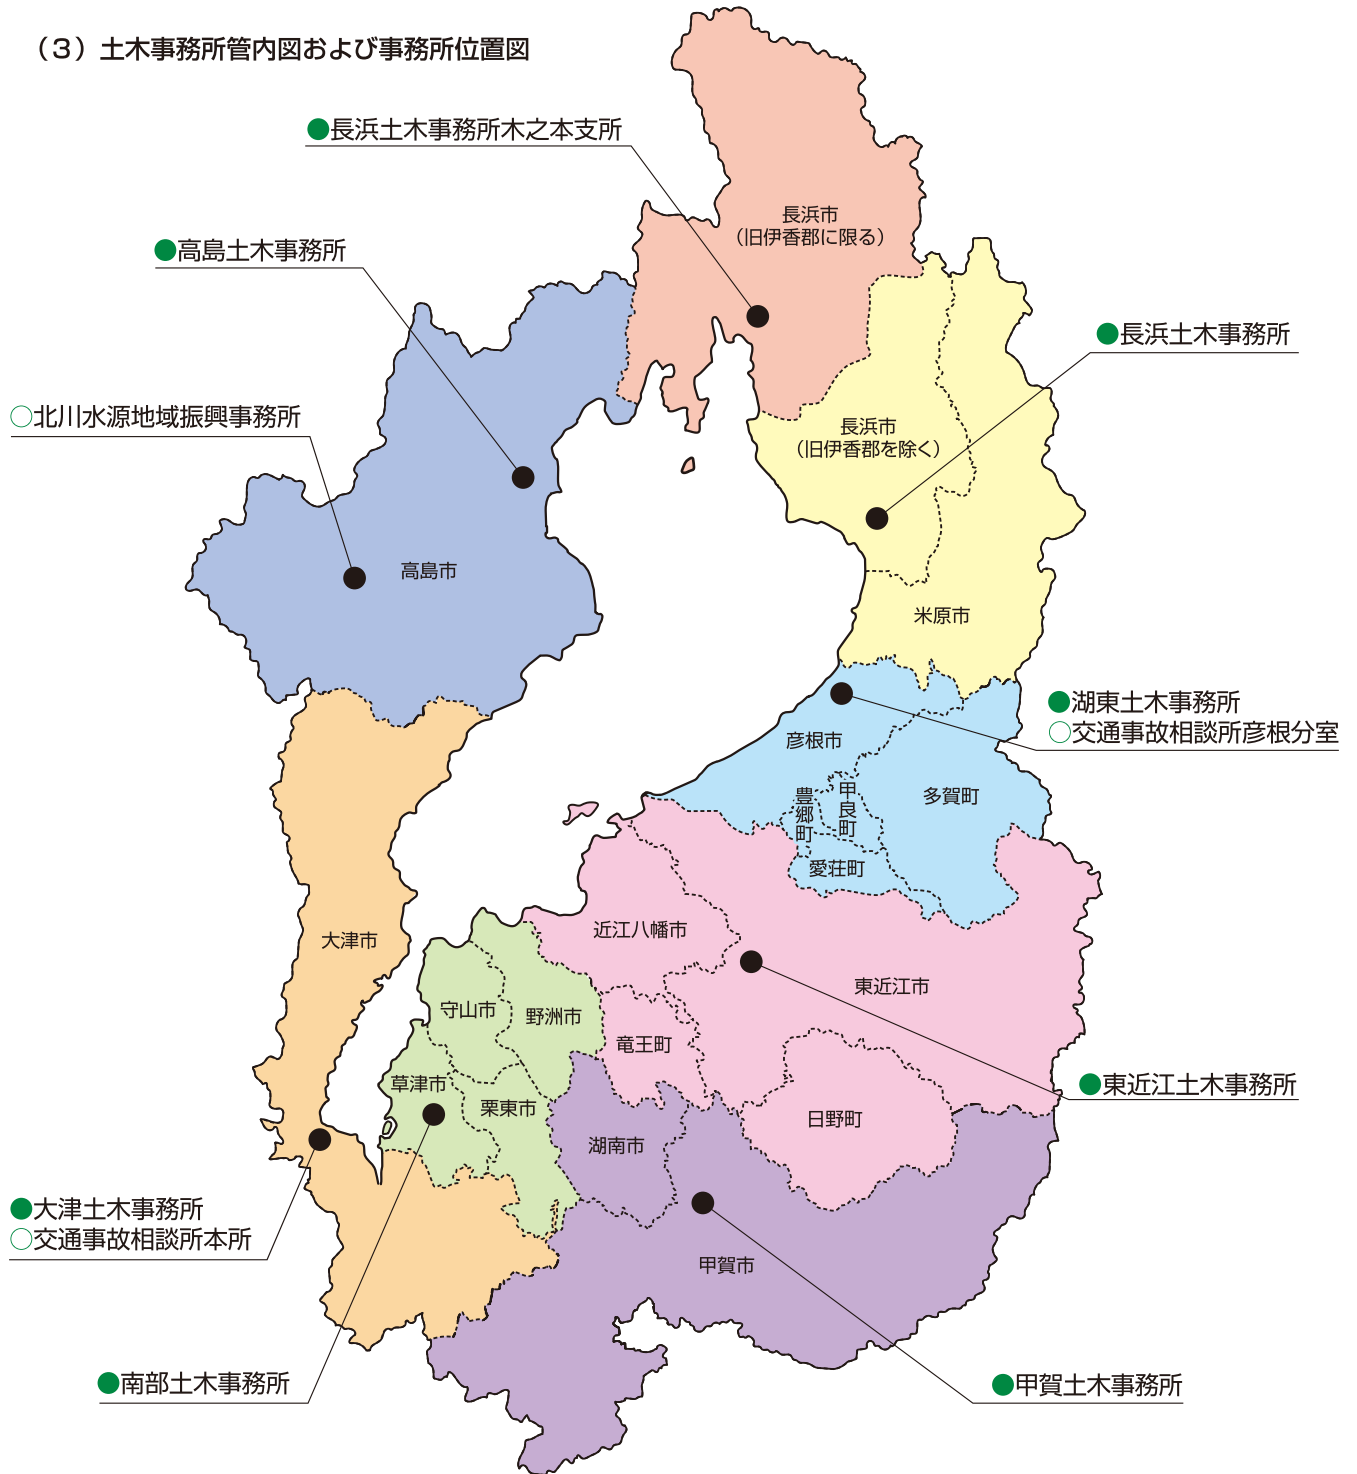 （３）土木事務所管内図および事務所位置図
●長浜土木事務所木之本支所
長浜市
（旧伊香郡に限る）
●高島土木事務所
●長浜土木事務所
○北川水源地域振興事務所
長浜市
（旧伊香郡を除く）
高島市
米原市
●湖東土木事務所
○交通事故相談所彦根分室
彦根市
多賀町
豊郷町
甲良町
愛荘町
近江八幡市
大津市
東近江市
守山市
野洲市
竜王町
草津市
●東近江土木事務所
栗東市
日野町
湖南市
●大津土木事務所
○交通事故相談所本所
甲賀市
●南部土木事務所
●甲賀土木事務所